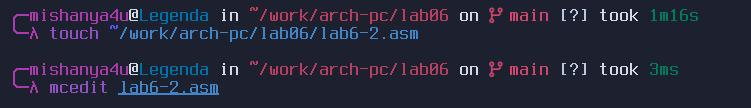 mishanya4u@Legenda in ~/work/arch-pc/lab06 on main [?] took 1m16s
λ touch ~/work/arch-pc/lab06/lab6-2.asm
mishanya4u@Legenda in ~/work/arch-pc/lab06 on main [?] took 3ms
λ mcedit lab6-2.asm